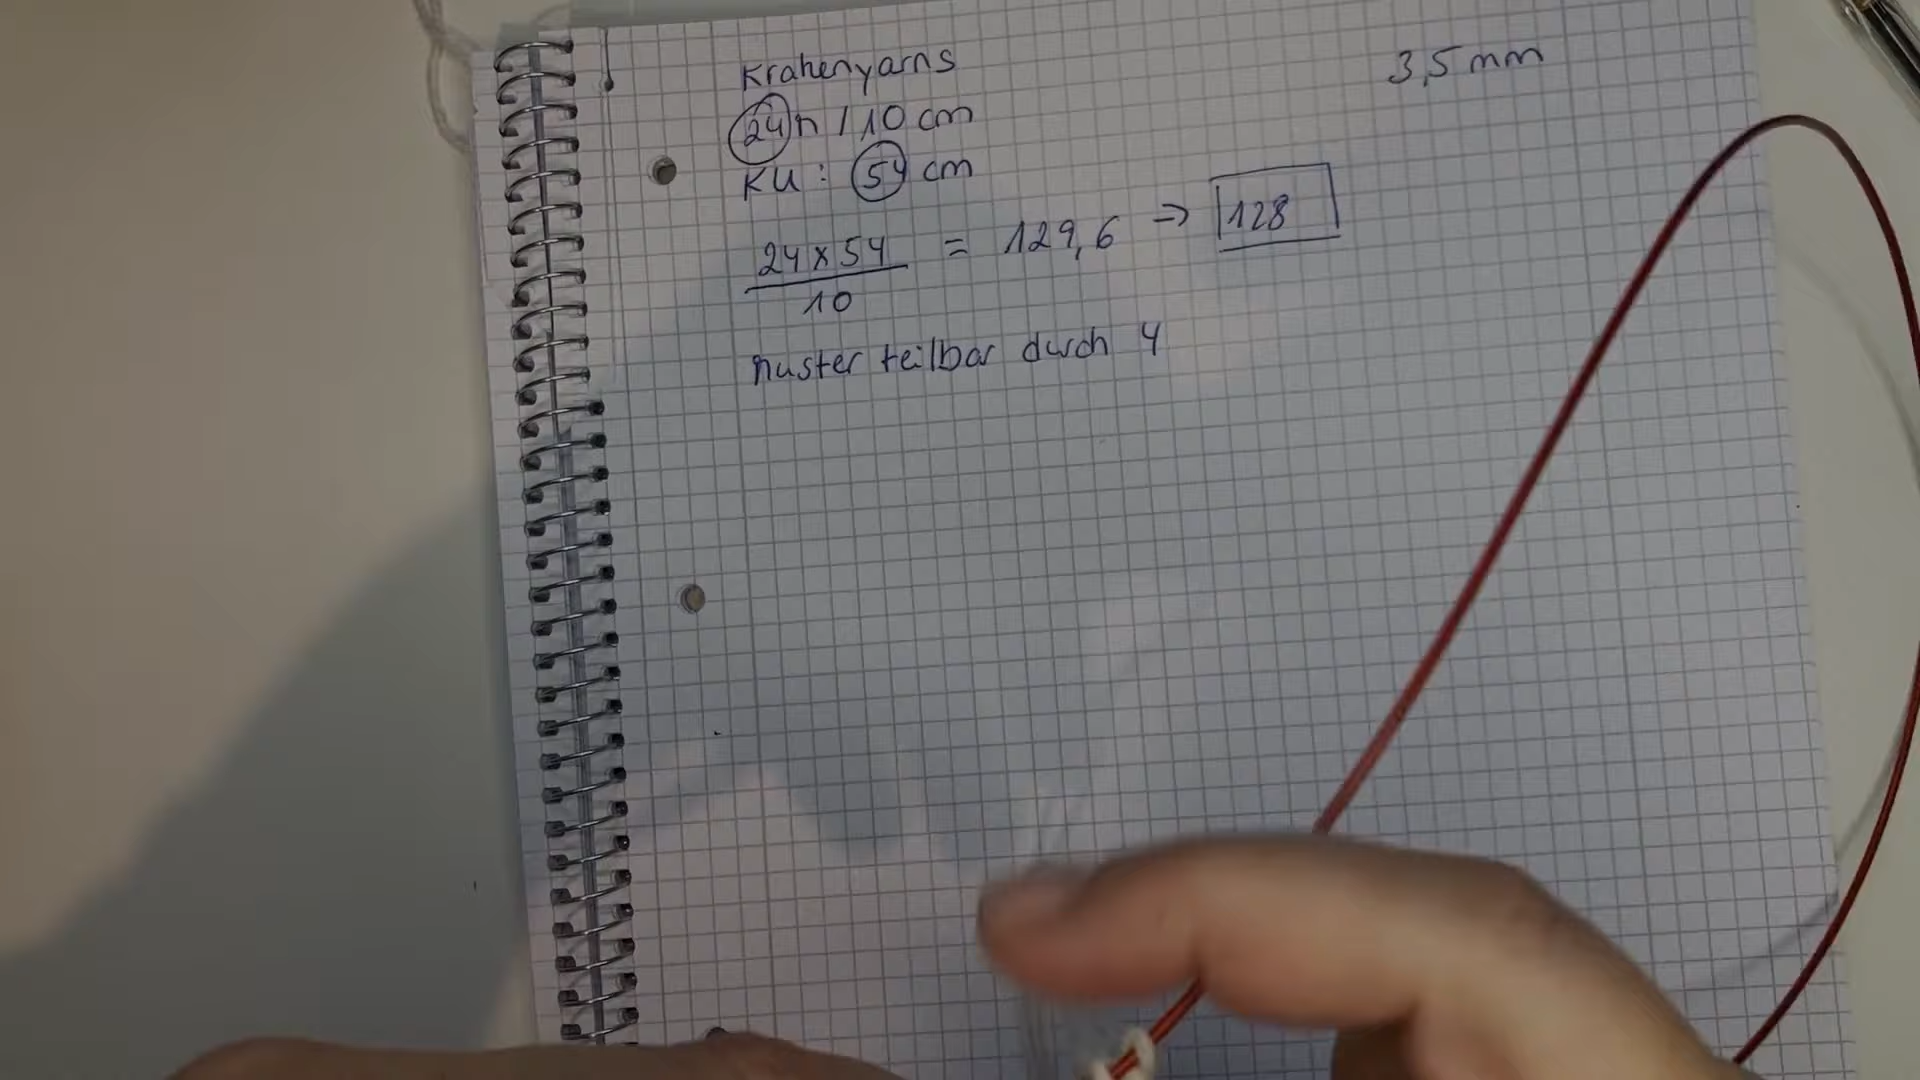 Krahenyarns
3,5 mm
24 m / 10 cm
KU : 54 cm
24 x 54 = 129,6 → 128
10
Muster teilbar durch 4